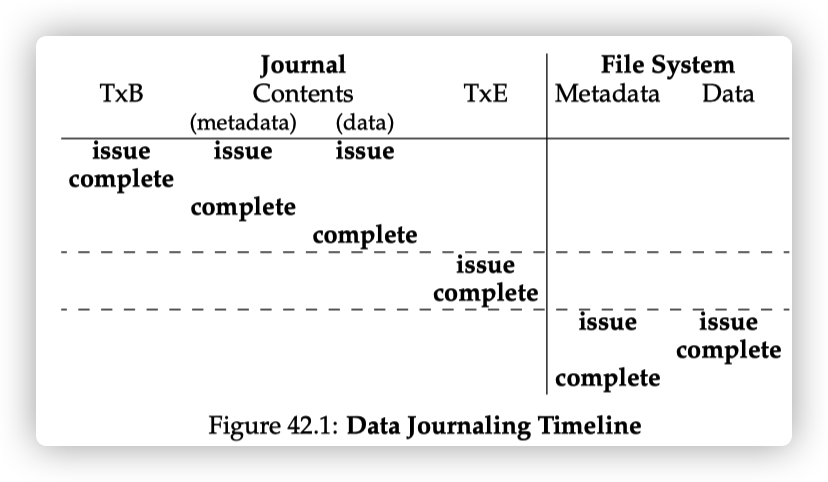 Journal File System
TxB Contents TxE Metadata Data
(metadata) (data)
issue issue issue
complete
complete
complete
issue
complete
issue issue
complete
complete
Figure 42.1: Data Journaling Timeline